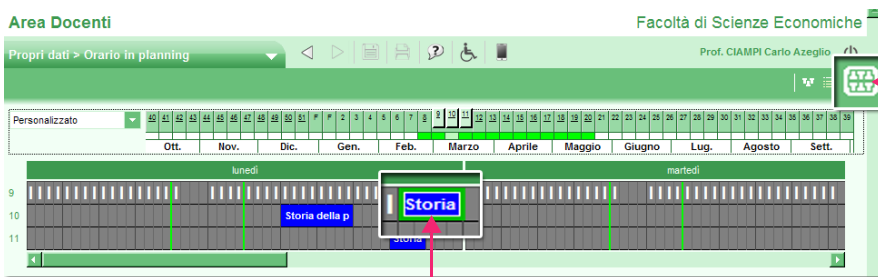 Area Docenti
Facoltà di Scienze Economiche
Propri dati > Orario in planning
Prof. CIAMPI Carlo Azeglio
Personalizzato
40 41 42 43 44 45 46 47 48 49 50 51 F F 2 3 4 5 6 7 8 9 10 11 12 13 14 15 16 17 18 19 20 21 22 23 24 25 26 27 28 29 30 31 32 33 34 35 36 37 38 39
Ott. Nov. Dic. Gen. Feb. Marzo Aprile Maggio Giugno Lug. Agosto Sett.
lunedì martedì
9
Storia
10 Storia della p
11 Storia